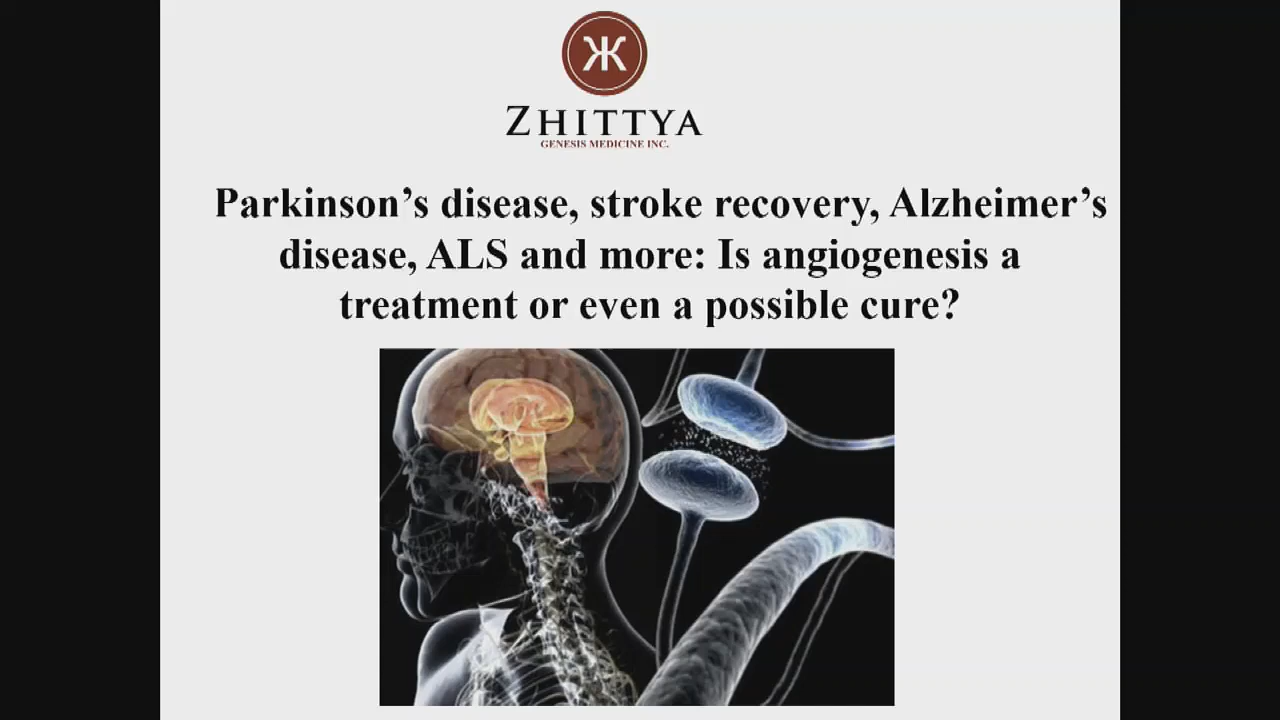 ZHITTYA
GENESIS MEDICINE INC.
Parkinson’s disease, stroke recovery, Alzheimer’s
disease, ALS and more: Is angiogenesis a
treatment or even a possible cure?